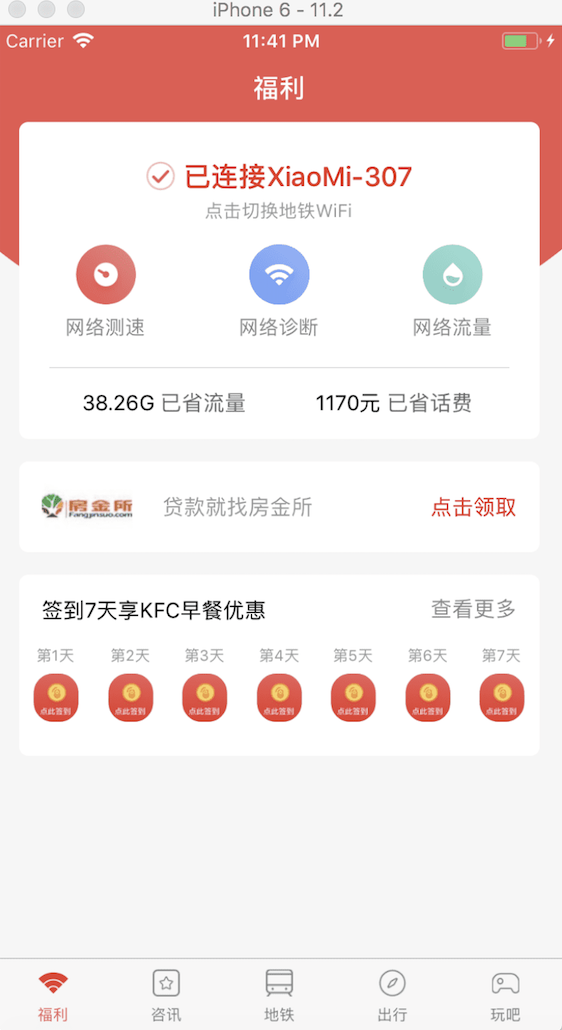 iPhone 6 - 11.2
Carrier 11:41 PM
福利
已连接XiaoMi-307
点击切换地铁WiFi
网络测速 网络诊断 网络流量
38.26G 已省流量 1170元 已省话费
房金所 贷款就找房金所 点击领取
Fangjinsuo.com
签到7天享KFC早餐优惠 查看更多
第1天 第2天 第3天 第4天 第5天 第6天 第7天
点此签到 点此签到 点此签到 点此签到 点此签到 点此签到 点此签到
福利 咨讯 地铁 出行 玩吧